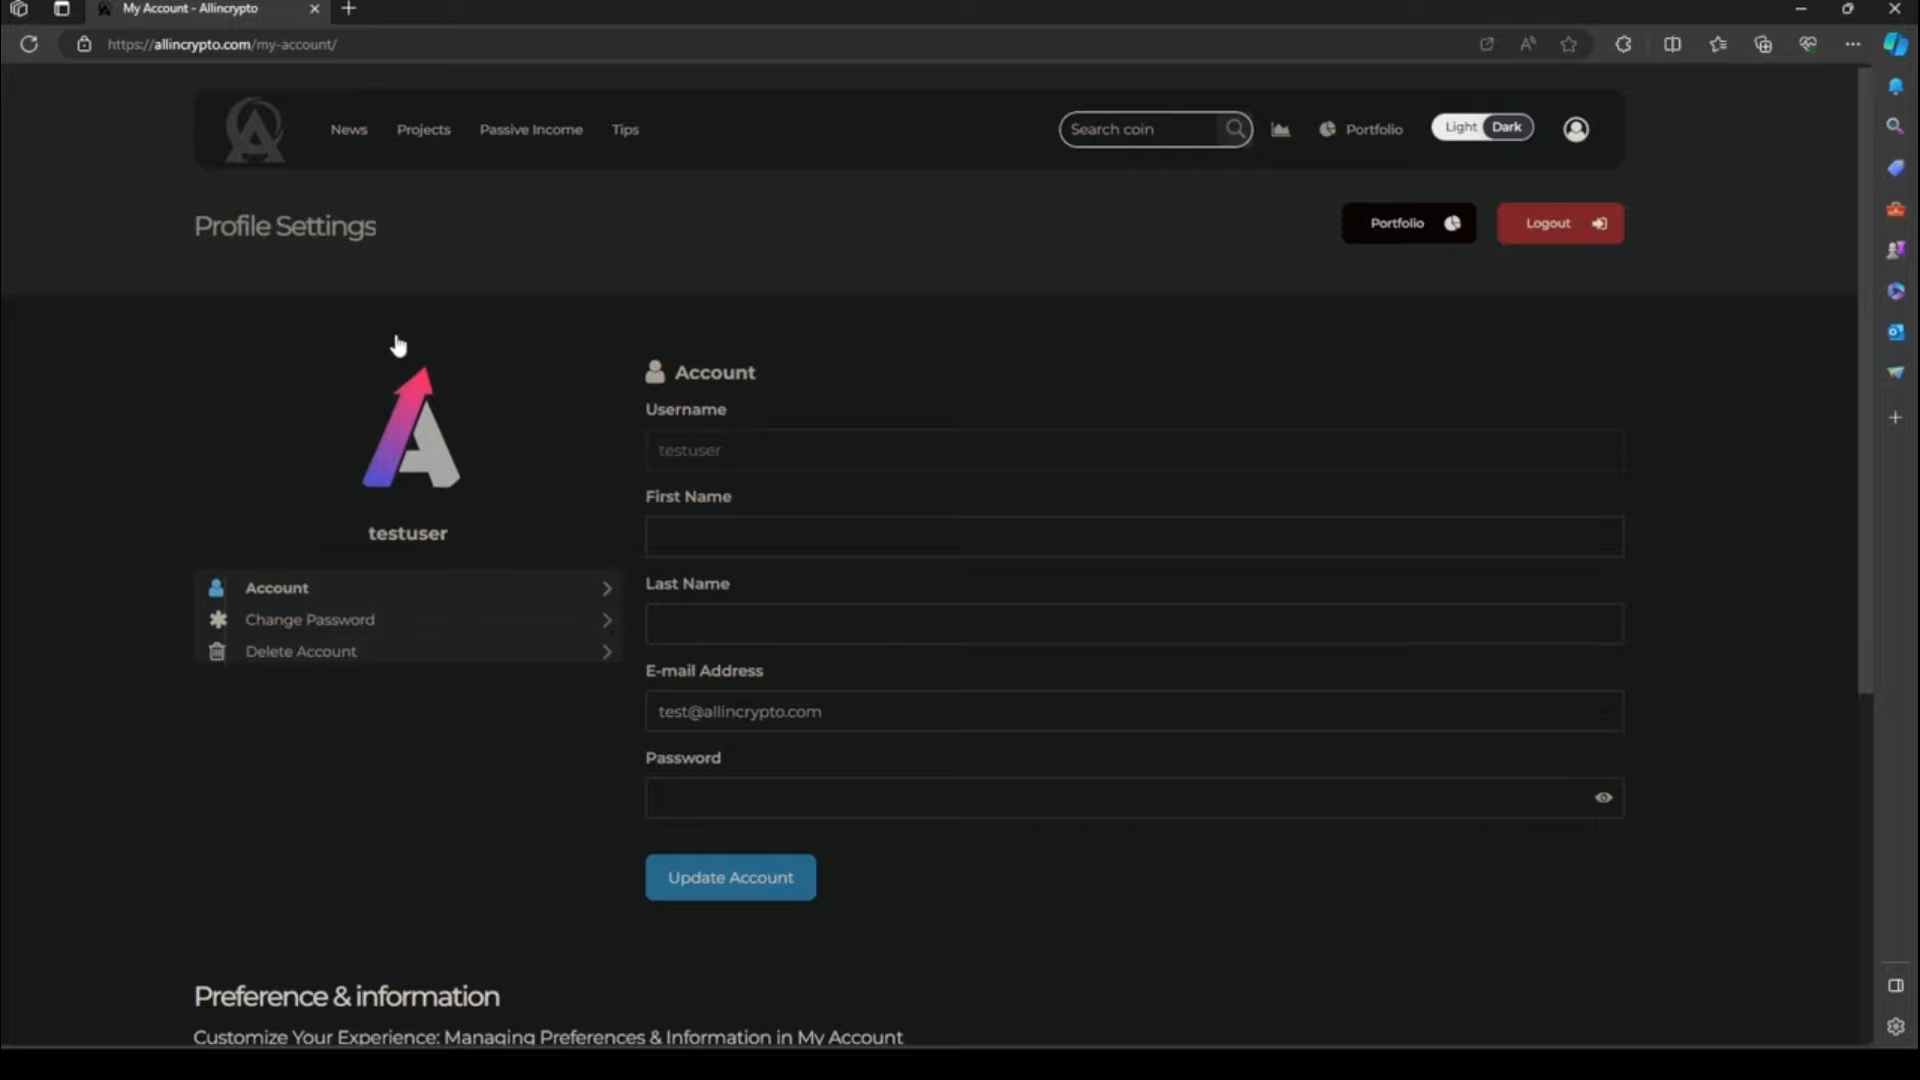 My Account - Allincrypto
https://allincrypto.com/my-account/
News Projects Passive Income Tips Search coin Portfolio Light Dark
Profile Settings
Portfolio Logout
Account
Username
testuser
First Name
Last Name
E-mail Address
test@allincrypto.com
Password
Update Account
testuser
Account
Change Password
Delete Account
Preference & information
Customize Your Experience: Managing Preferences & Information in My Account